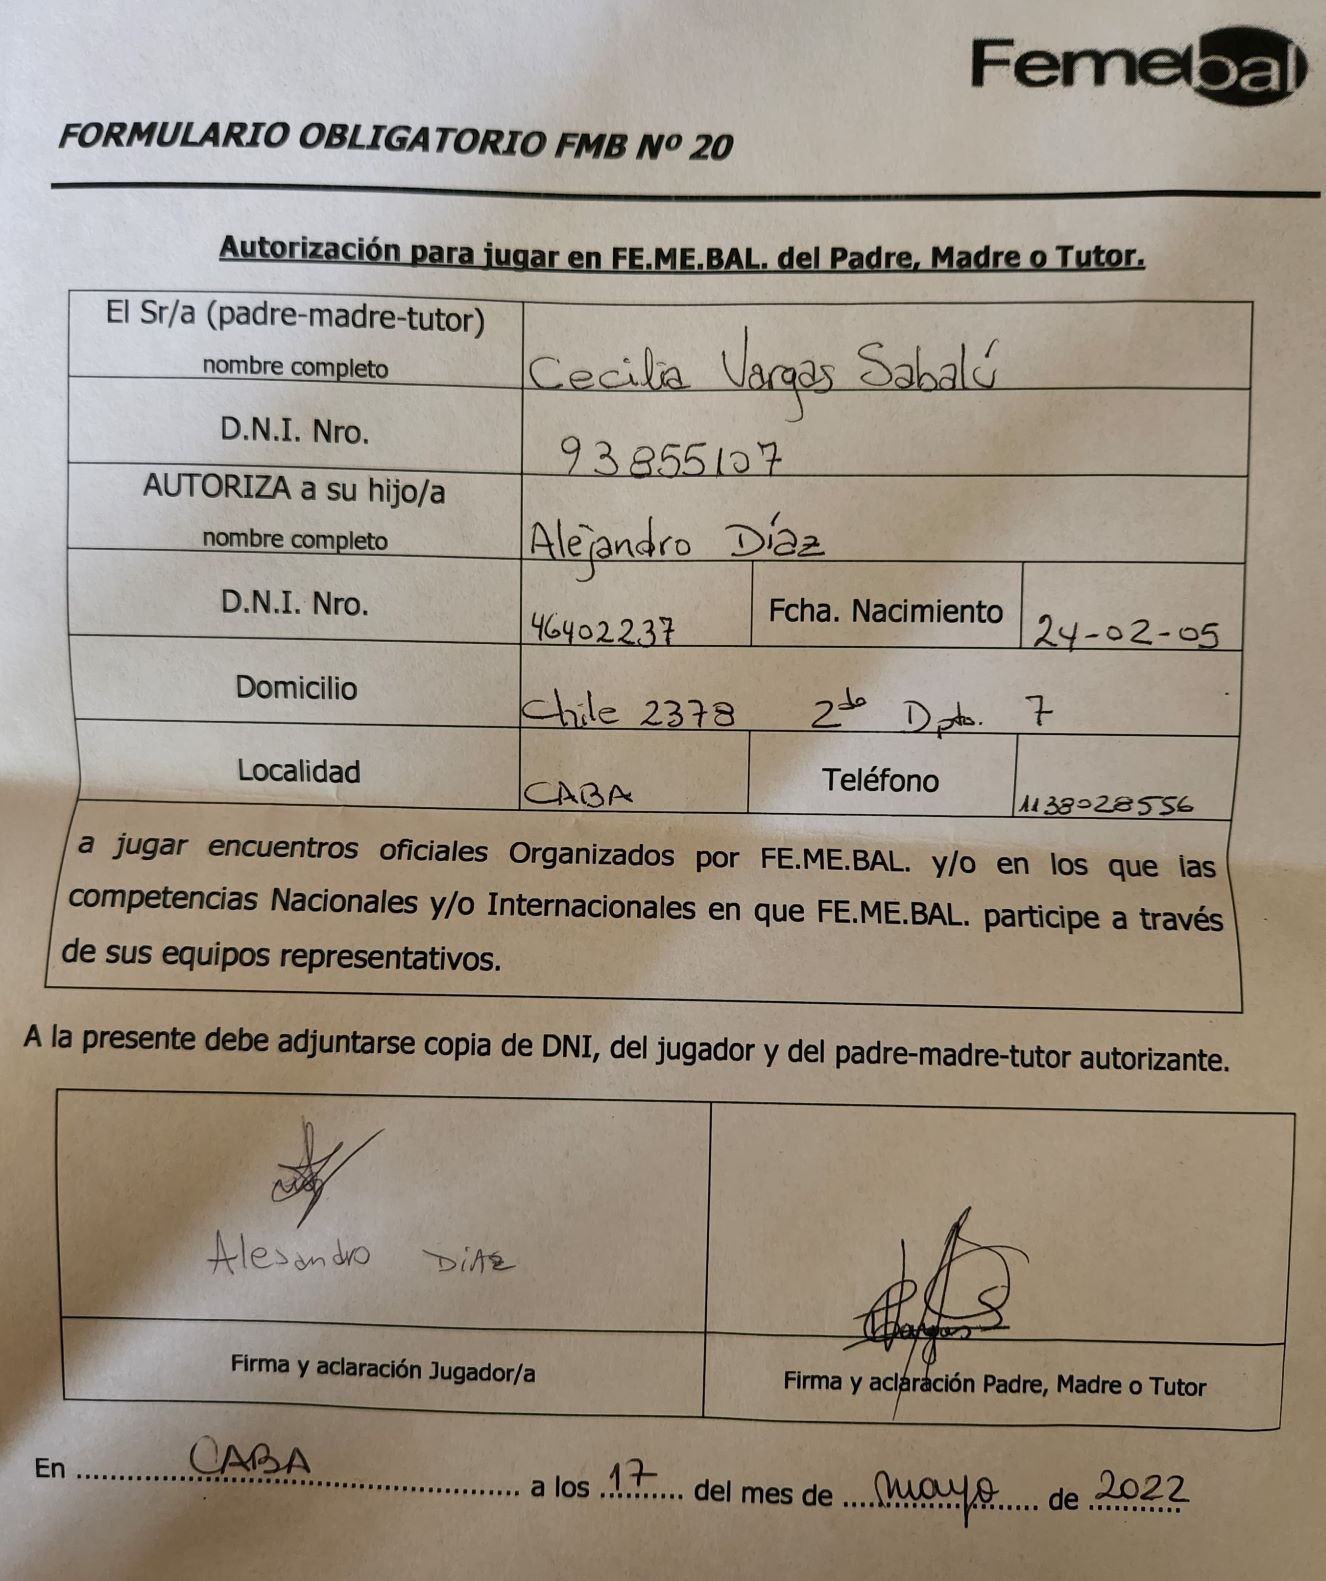 Femebal
FORMULARIO OBLIGATORIO FMB Nº 20
Autorización para jugar en FE.ME.BAL. del Padre, Madre o Tutor.
El Sr/a (padre-madre-tutor)
nombre completo
Cecilia Vargas Sabalú
D.N.I. Nro.
93855107
AUTORIZA a su hijo/a
nombre completo
Alejandro Díaz
D.N.I. Nro.
46402237
Fcha. Nacimiento
24-02-05
Domicilio
Chile 2378 2do Dpto. 7
Localidad
CABA
Teléfono
1138028556
a jugar encuentros oficiales Organizados por FE.ME.BAL. y/o en los que las
competencias Nacionales y/o Internacionales en que FE.ME.BAL. participe a través
de sus equipos representativos.
A la presente debe adjuntarse copia de DNI, del jugador y del padre-madre-tutor autorizante.
Alesandro DiAz
Firma y aclaración Jugador/a
Vargas S
Firma y aclaración Padre, Madre o Tutor
En CABA a los 17 del mes de mayo de 2022